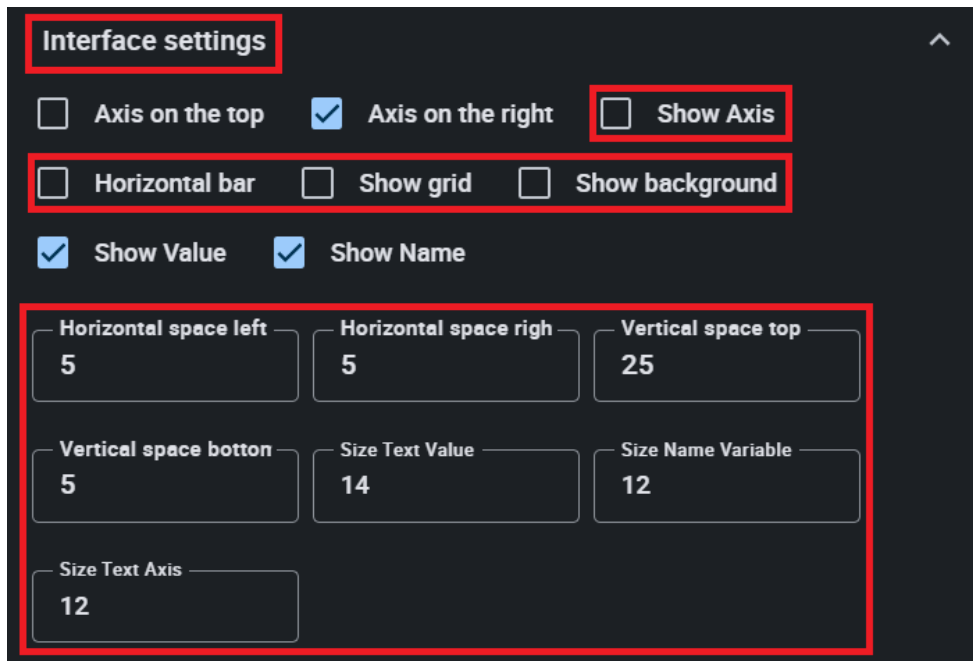 Interface settings
Axis on the top Axis on the right Show Axis
Horizontal bar Show grid Show background
Show Value Show Name
Horizontal space left Horizontal space righ Vertical space top
5 5 25
Vertical space botton Size Text Value Size Name Variable
5 14 12
Size Text Axis
12